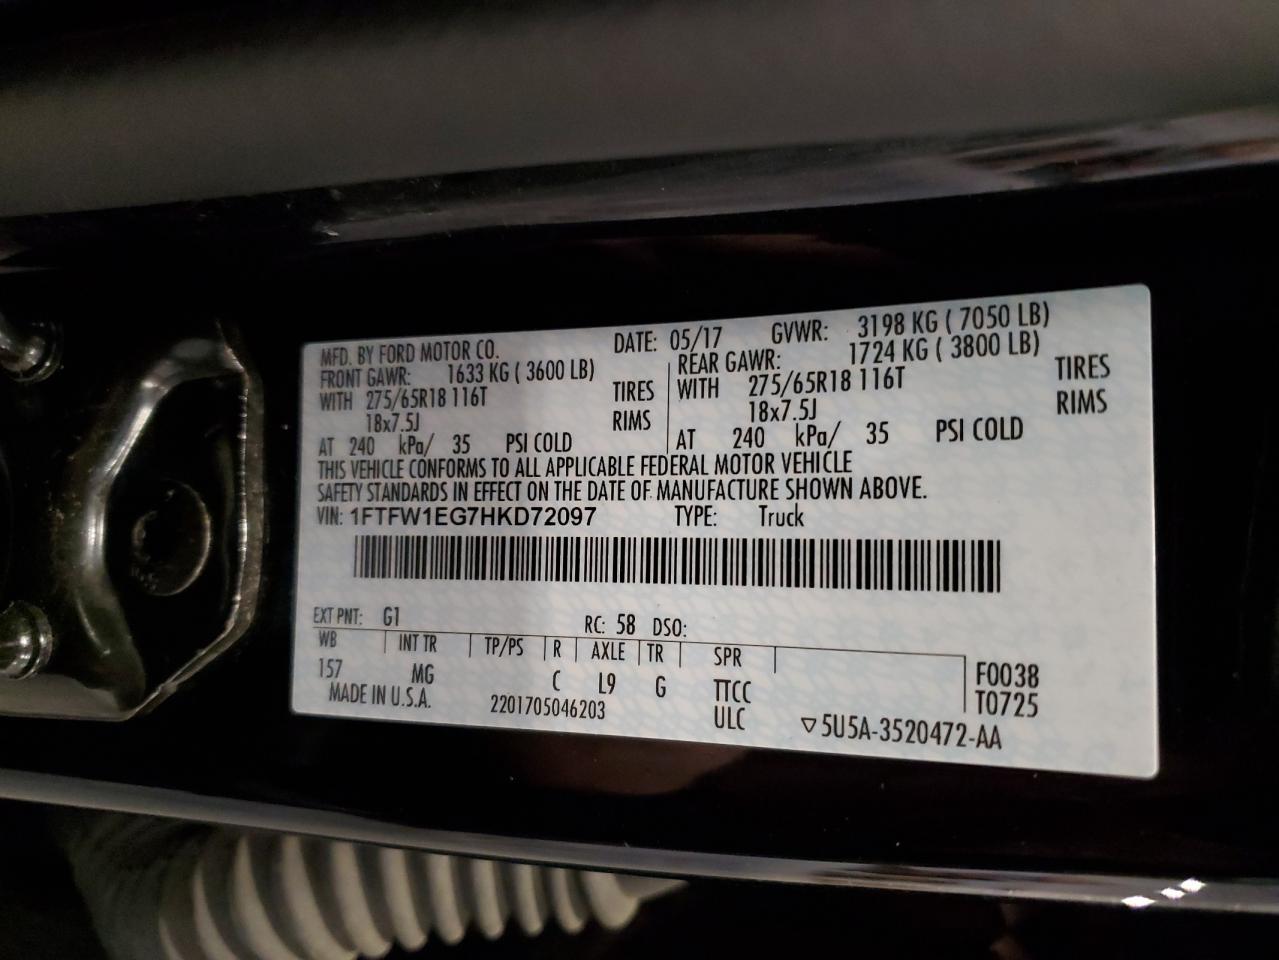 MFD. BY FORD MOTOR CO. DATE: 05/17 GVWR: 3198 KG ( 7050 LB)
FRONT GAWR: 1633 KG ( 3600 LB) REAR GAWR: 1724 KG ( 3800 LB)
WITH 275/65R18 116T TIRES WITH 275/65R18 116T TIRES
18x7.5J RIMS 18x7.5J RIMS
AT 240 kPa/ 35 PSI COLD AT 240 kPa/ 35 PSI COLD
THIS VEHICLE CONFORMS TO ALL APPLICABLE FEDERAL MOTOR VEHICLE
SAFETY STANDARDS IN EFFECT ON THE DATE OF MANUFACTURE SHOWN ABOVE.
VIN: 1FTFW1EG7HKD72097 TYPE: Truck
EXT PNT: G1 RC: 58 DSO:
WB INT TR TP/PS R AXLE TR SPR F0038
157 MG C L9 G TTCC T0725
MADE IN U.S.A. 2201705046203 ULC ▽5U5A-3520472-AA